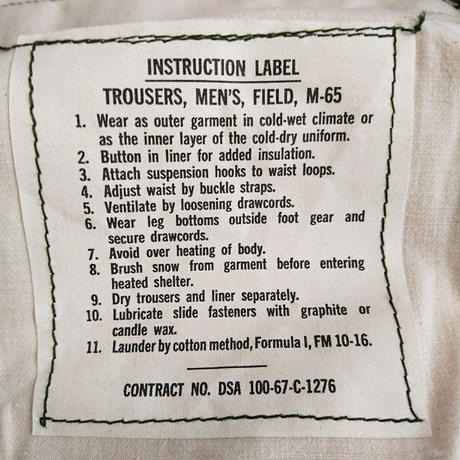 INSTRUCTION LABEL
TROUSERS, MEN'S, FIELD, M-65
1. Wear as outer garment in cold-wet climate or
as the inner layer of the cold-dry uniform.
2. Button in liner for added insulation.
3. Attach suspension hooks to waist loops.
4. Adjust waist by buckle straps.
5. Ventilate by loosening drawcords.
6. Wear leg bottoms outside foot gear and
secure drawcords.
7. Avoid over heating of body.
8. Brush snow from garment before entering
heated shelter.
9. Dry trousers and liner separately.
10. Lubricate slide fasteners with graphite or
candle wax.
11. Launder by cotton method, Formula I, FM 10-16.
CONTRACT NO. DSA 100-67-C-1276